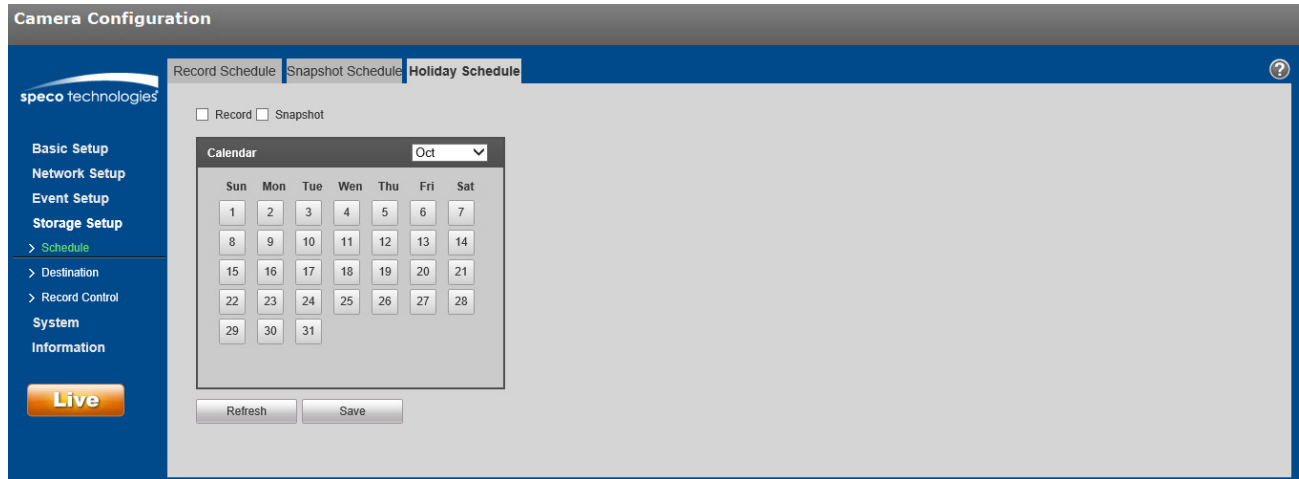 Camera Configuration
speco technologies
Basic Setup
Network Setup
Event Setup
Storage Setup
> Schedule
> Destination
> Record Control
System
Information
Live
Record Schedule Snapshot Schedule Holiday Schedule
?
Record Snapshot
Calendar Oct
Sun Mon Tue Wen Thu Fri Sat
1 2 3 4 5 6 7
8 9 10 11 12 13 14
15 16 17 18 19 20 21
22 23 24 25 26 27 28
29 30 31
Refresh Save